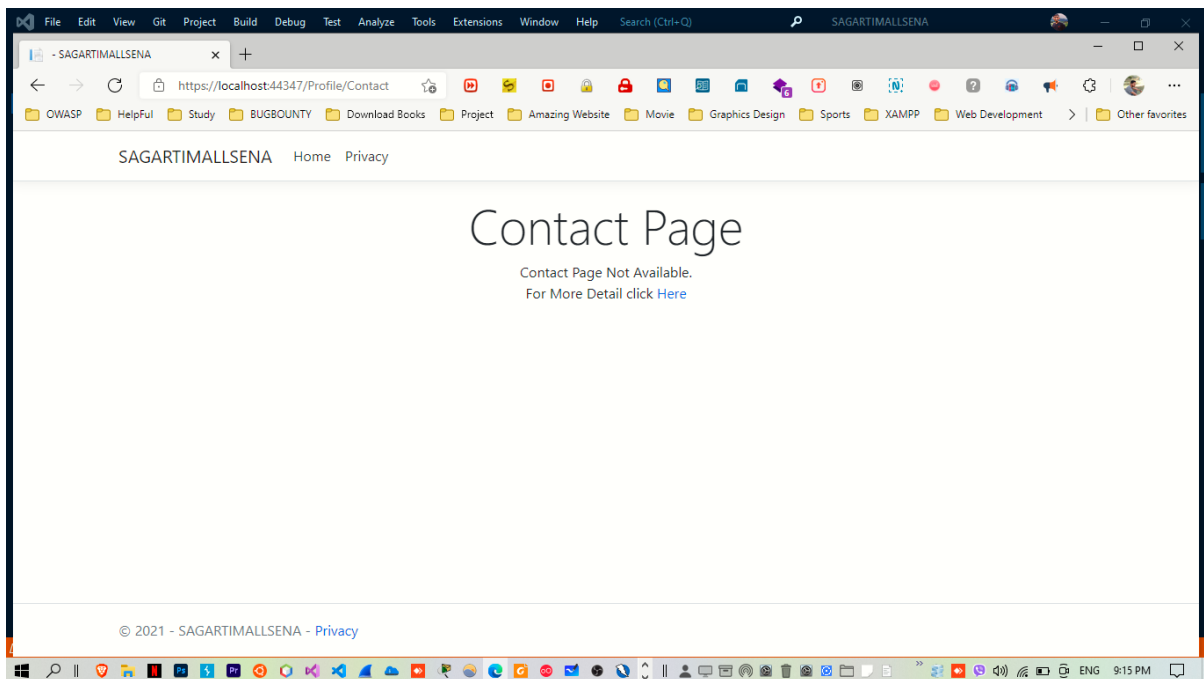 File Edit View Git Project Build Debug Test Analyze Tools Extensions Window Help Search (Ctrl+Q) SAGARTIMALLSENA
- SAGARTIMALLSENA
https://localhost:44347/Profile/Contact
OWASP HelpFul Study BUGBOUNTY Download Books Project Amazing Website Movie Graphics Design Sports XAMPP Web Development Other favorites
SAGARTIMALLSENA Home Privacy
Contact Page
Contact Page Not Available.
For More Detail click Here
© 2021 - SAGARTIMALLSENA - Privacy
ENG 9:15 PM